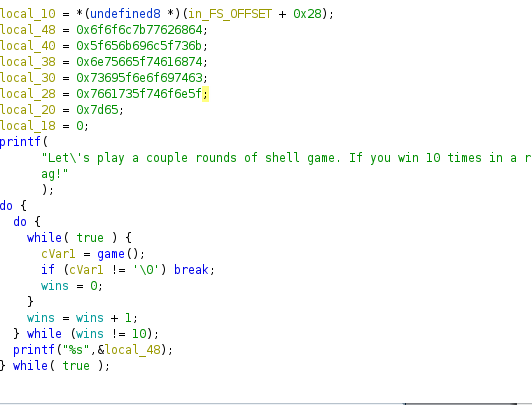 local_10 = *(undefined8 *)(in_FS_OFFSET + 0x28);
local_48 = 0x6f6f6c7b77626864;
local_40 = 0x5f656b696c5f736b;
local_38 = 0x6e75665f74616874;
local_30 = 0x73695f6e6f697463;
local_28 = 0x7661735f746f6e5f;
local_20 = 0x7d65;
local_18 = 0;
printf(
"Let\'s play a couple rounds of shell game. If you win 10 times in a r
ag!"
);
do {
do {
while( true ) {
cVar1 = game();
if (cVar1 != '\0') break;
wins = 0;
}
wins = wins + 1;
} while (wins != 10);
printf("%s",&local_48);
} while( true );